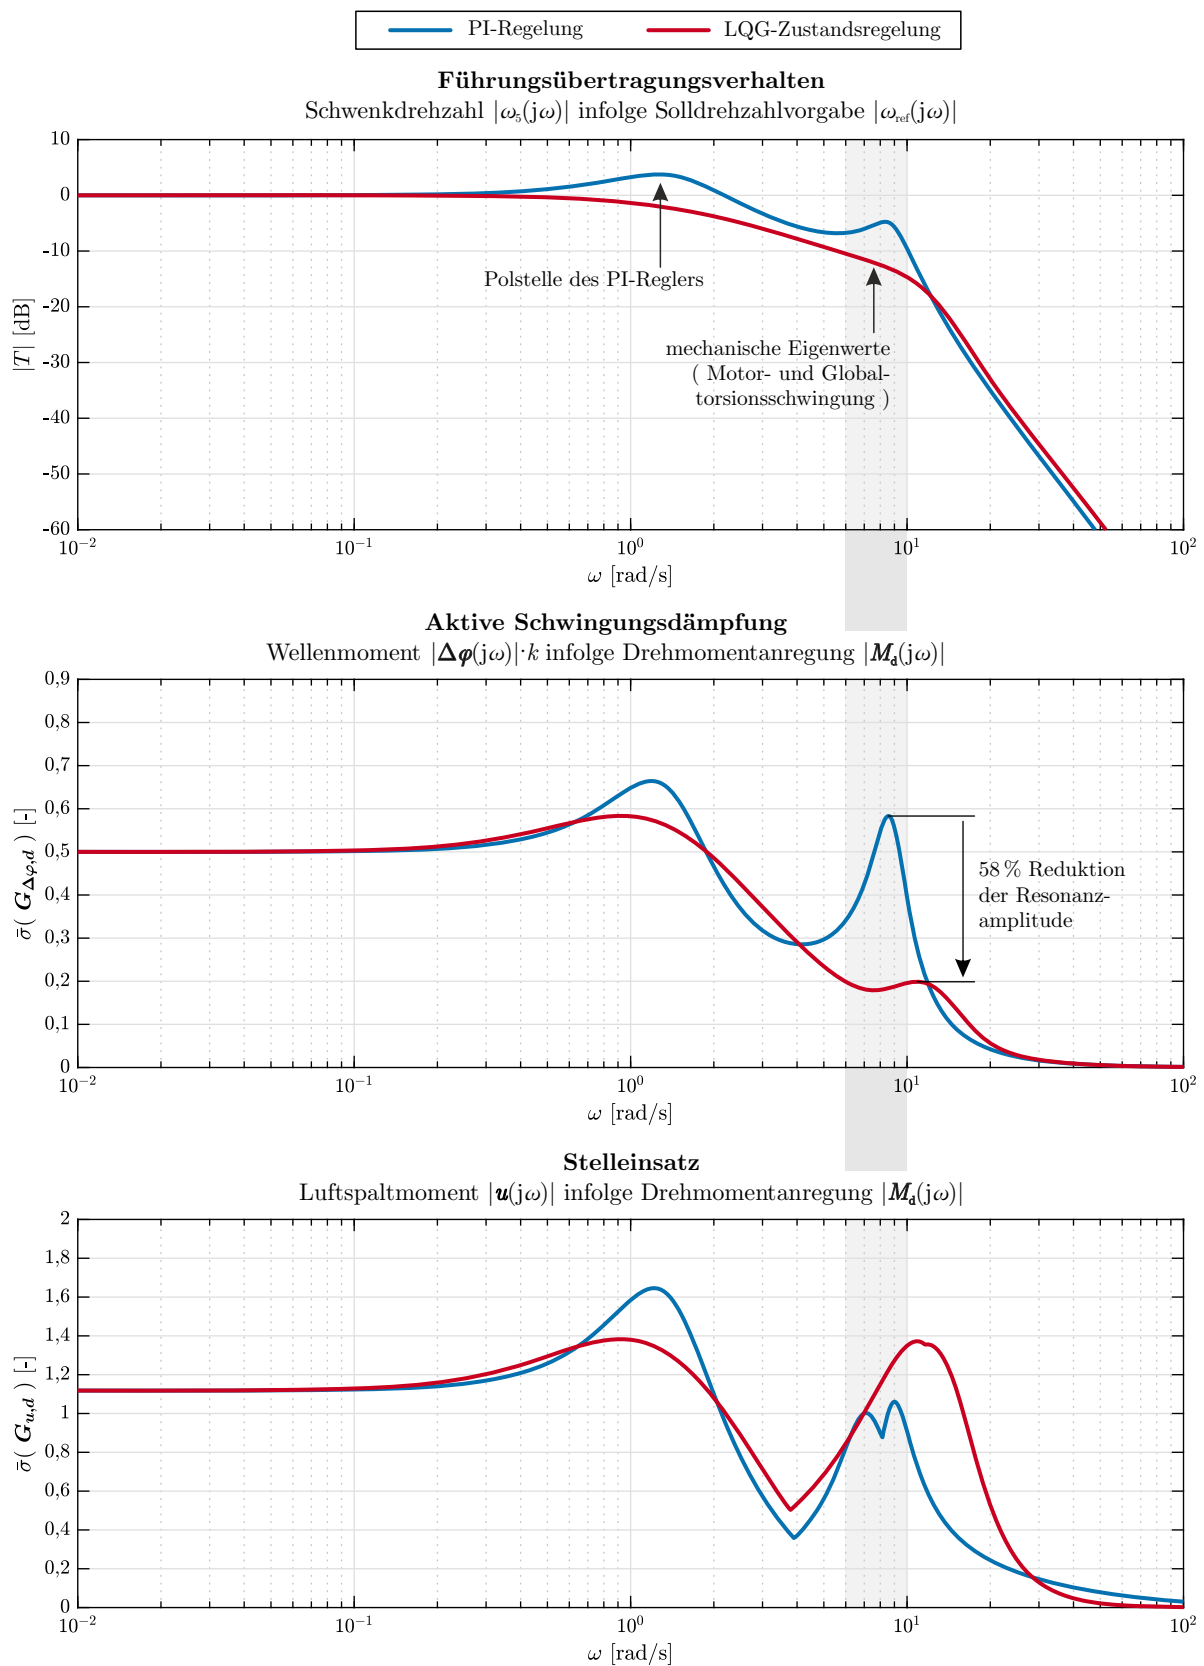 PI-Regelung LQG-Zustandsregelung
Führungsübertragungsverhalten
Schwenkdrehzahl |ω₅(jω)| infolge Solldrehzahlvorgabe |ω_ref(jω)|
|T| [dB]
10
0
-10
-20
-30
-40
-50
-60
Polstelle des PI-Reglers
mechanische Eigenwerte
( Motor- und Global-
torsionsschwingung )
10⁻² 10⁻¹ 10⁰ 10¹ 10²
ω [rad/s]
Aktive Schwingungsdämpfung
Wellenmoment |Δφ(jω)|·k infolge Drehmomentanregung |M_d(jω)|
σ̄( G_Δφ,d ) [-]
0,9
0,8
0,7
0,6
0,5
0,4
0,3
0,2
0,1
0
58 % Reduktion
der Resonanz-
amplitude
10⁻² 10⁻¹ 10⁰ 10¹ 10²
ω [rad/s]
Stelleinsatz
Luftspaltmoment |u(jω)| infolge Drehmomentanregung |M_d(jω)|
σ̄( G_u,d ) [-]
2
1,8
1,6
1,4
1,2
1
0,8
0,6
0,4
0,2
0
10⁻² 10⁻¹ 10⁰ 10¹ 10²
ω [rad/s]